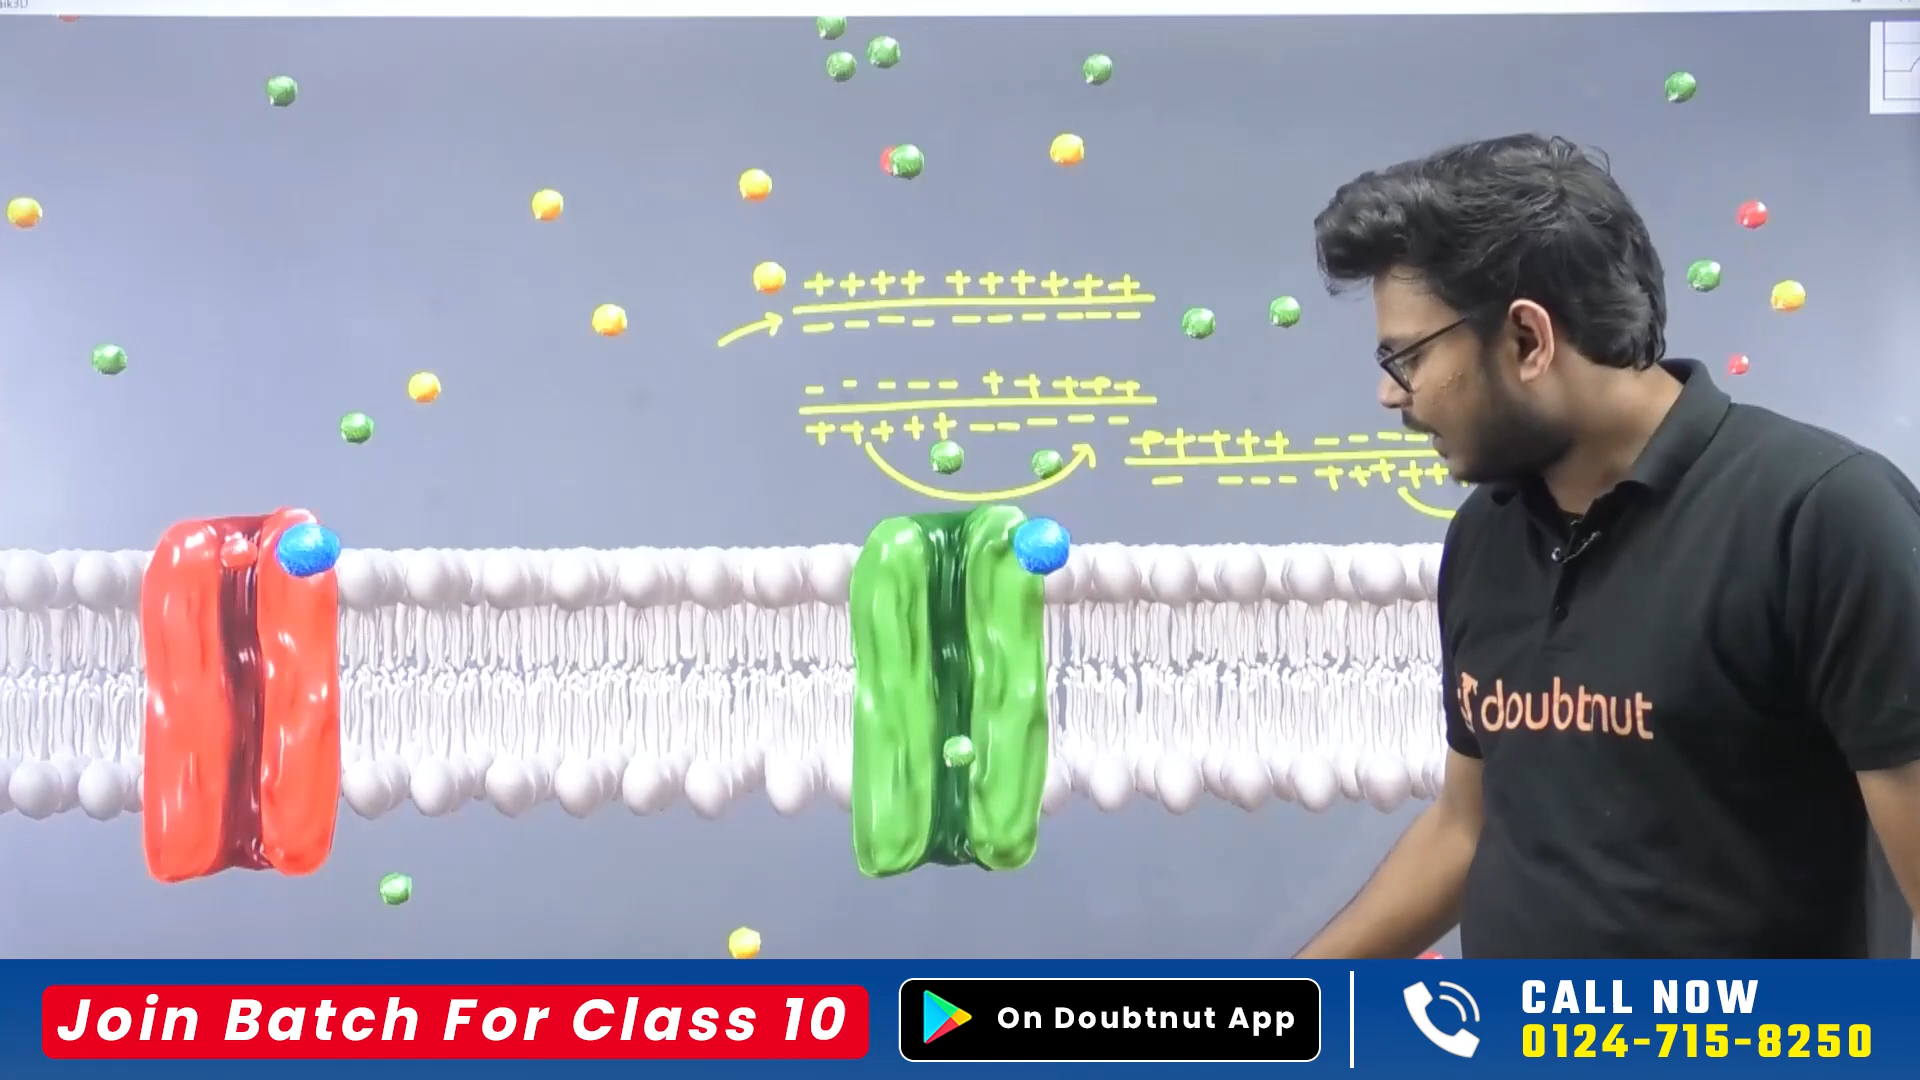 + + + + + + + + + +
– – – – – – – – – –
- - - - - + + + + +
+ + + + + – – – – –
+ + + + + – – – –
– – – – + + + + +
doubtnut
Join Batch For Class 10
On Doubtnut App
CALL NOW
0124-715-8250